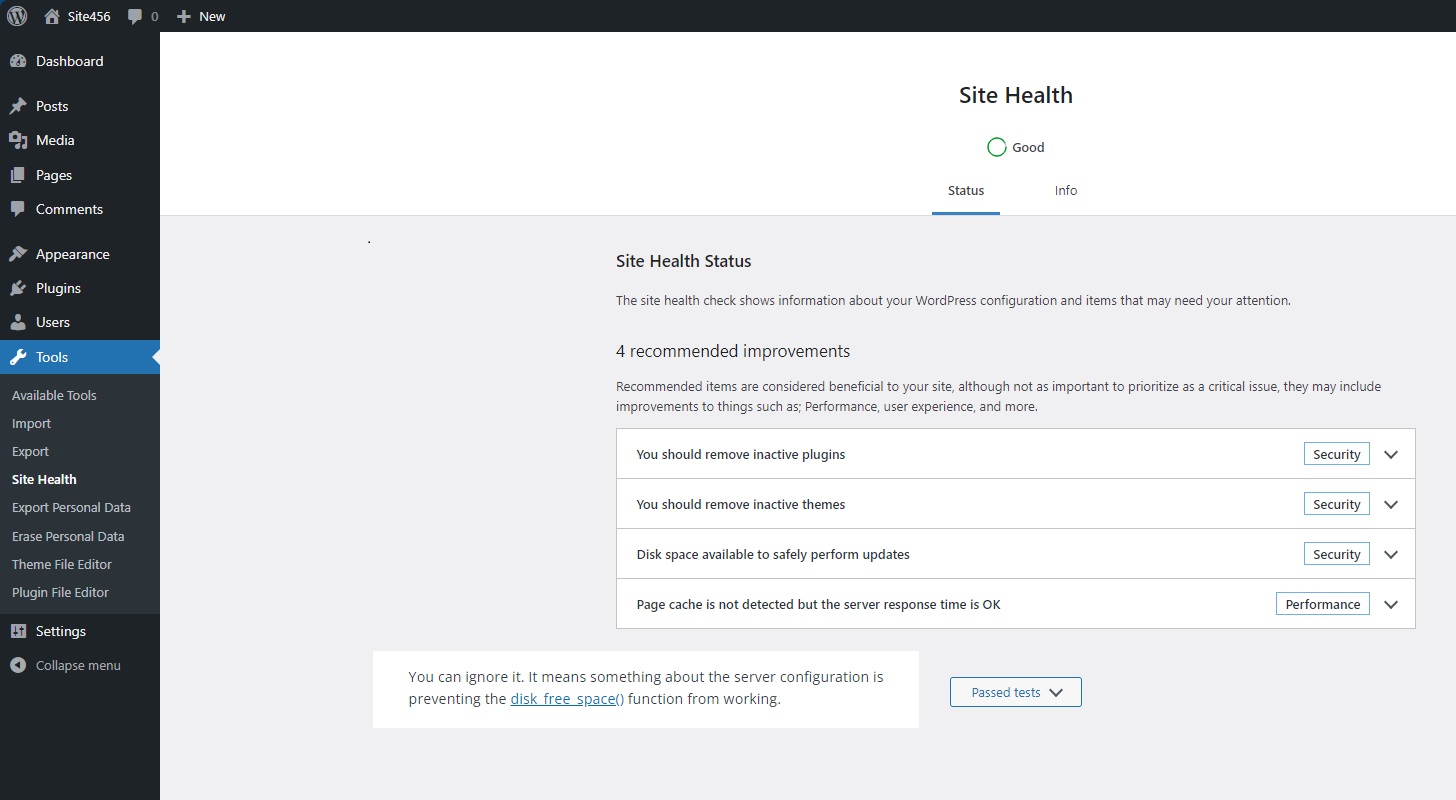 Site456
0
New
Dashboard
Posts
Media
Pages
Comments
Appearance
Plugins
Users
Tools
Available Tools
Import
Export
Site Health
Export Personal Data
Erase Personal Data
Theme File Editor
Plugin File Editor
Settings
Collapse menu
Site Health
Good
Status
Info
.
Site Health Status
The site health check shows information about your WordPress configuration and items that may need your attention.
4 recommended improvements
Recommended items are considered beneficial to your site, although not as important to prioritize as a critical issue, they may include
improvements to things such as; Performance, user experience, and more.
You should remove inactive plugins
Security
You should remove inactive themes
Security
Disk space available to safely perform updates
Security
Page cache is not detected but the server response time is OK
Performance
You can ignore it. It means something about the server configuration is
preventing the disk_free_space() function from working.
Passed tests